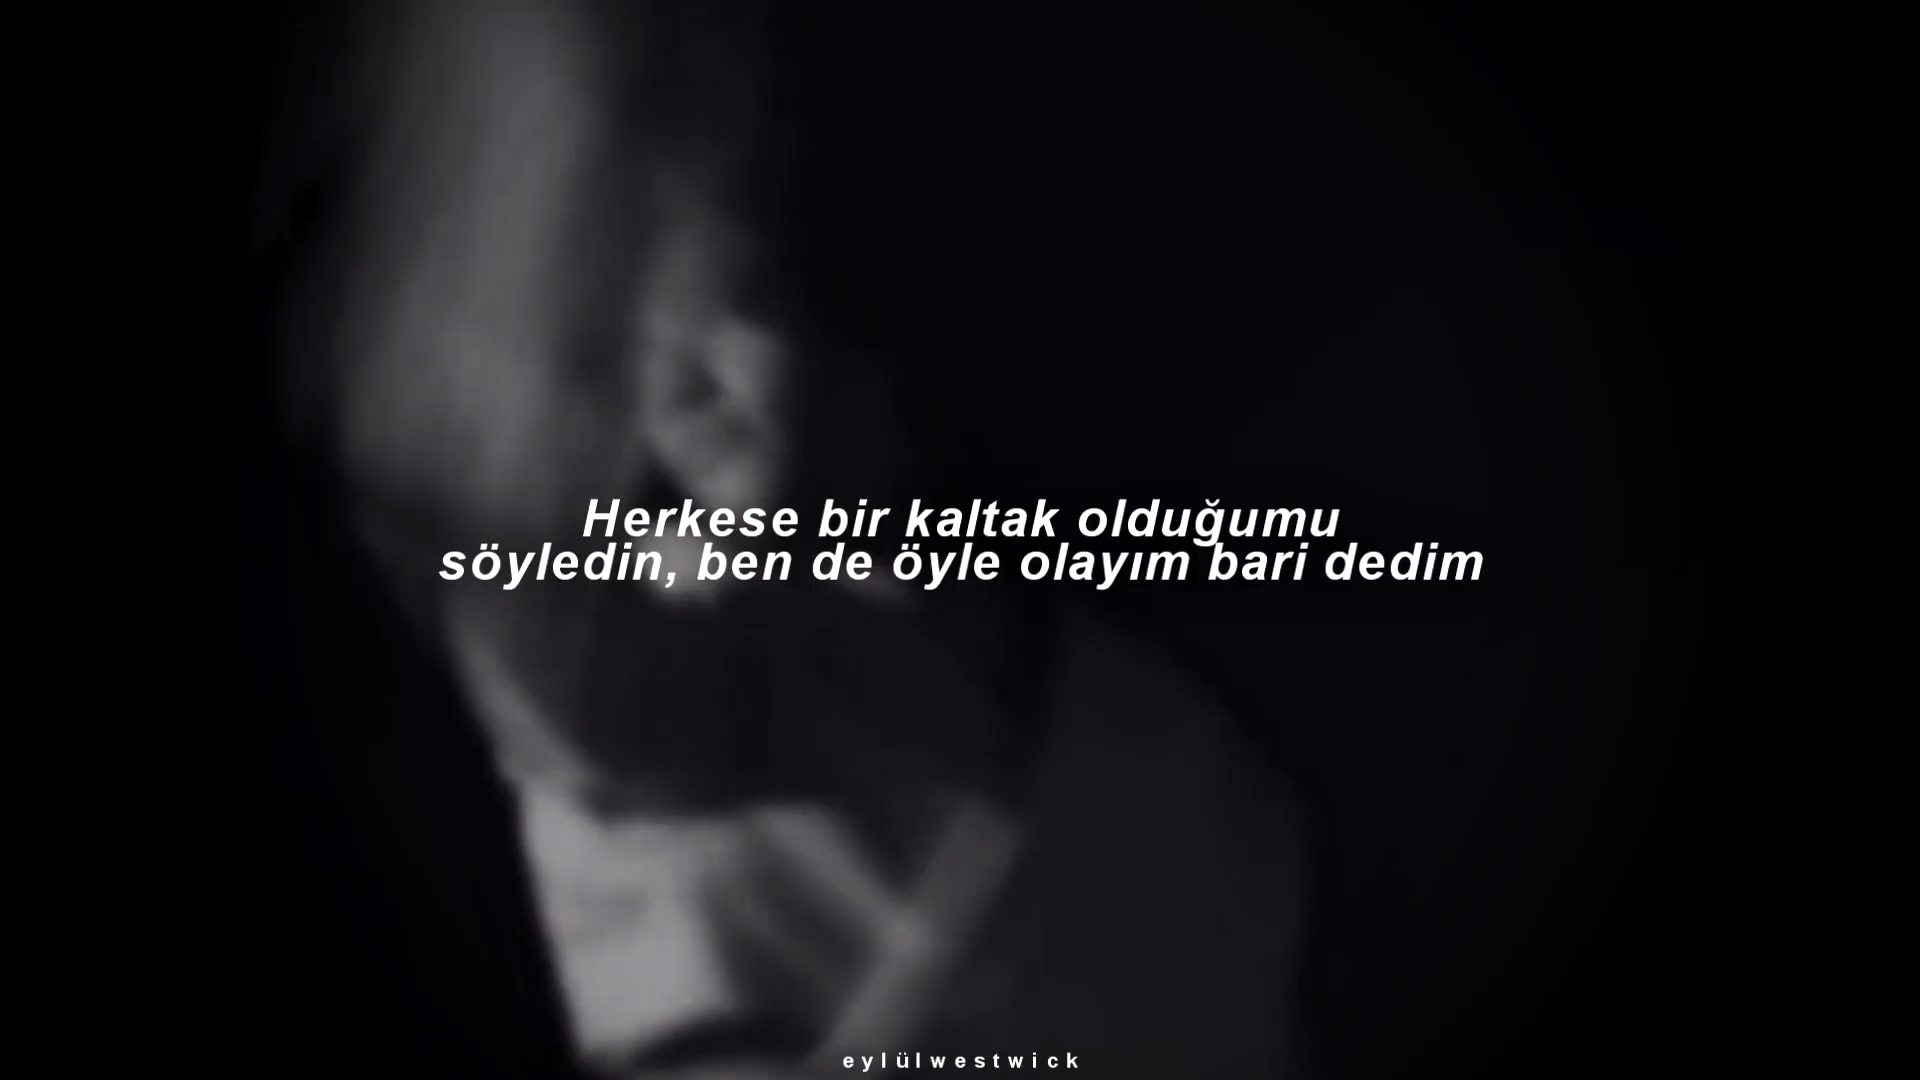 Herkese bir kaltak olduğumu
söyledin, ben de öyle olayım bari dedim
eylülwestwick